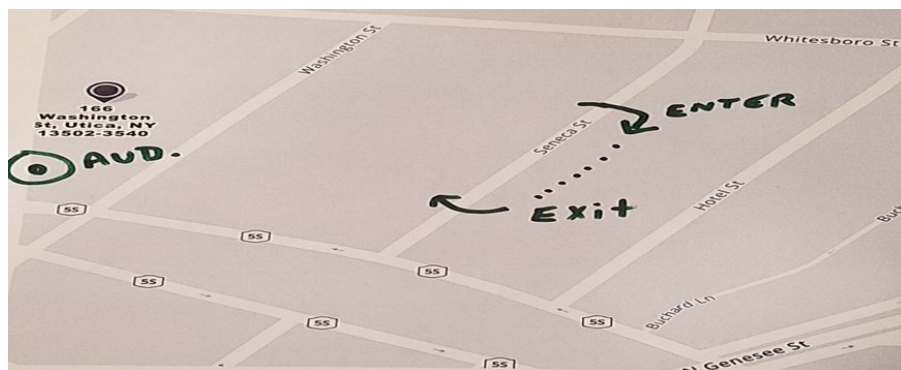 Washington St
Whitesboro St
166
Washington
St, Utica, NY
13502-3540
ENTER
Seneca St
AUD.
Exit
Hotel St
5S
5S
5S
5S
5S
5S
Buchard Ln
N Genesee St